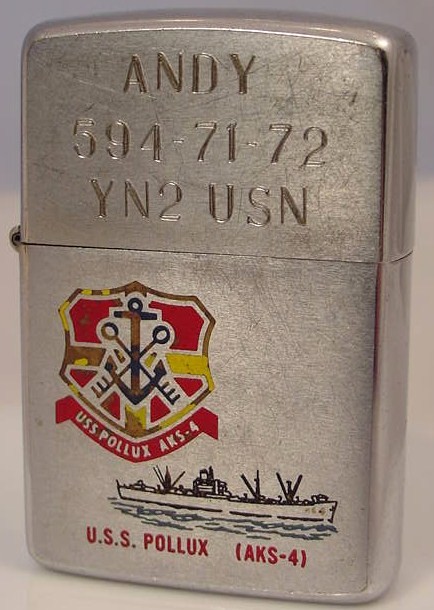 ANDY
594-71-72
YN2 USN
USS POLLUX AKS-4
U.S.S. POLLUX (AKS-4)